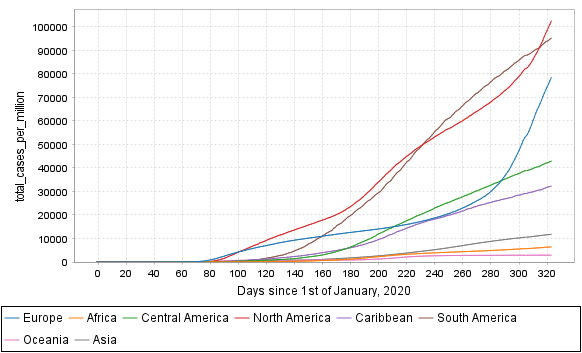 total_cases_per_million
100000
90000
80000
70000
60000
50000
40000
30000
20000
10000
0
0 20 40 60 80 100 120 140 160 180 200 220 240 260 280 300 320
Days since 1st of January, 2020
Europe Africa Central America North America Caribbean South America
Oceania Asia